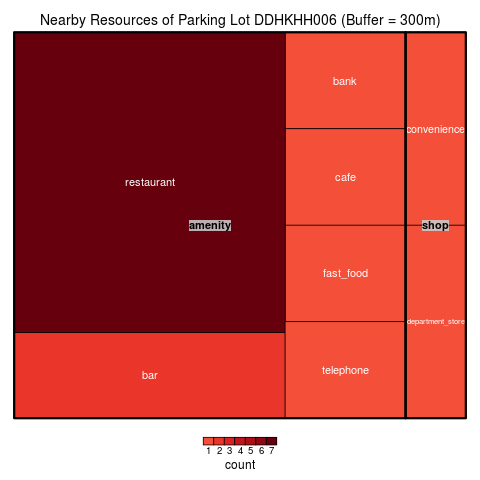 Nearby Resources of Parking Lot DDHKHH006 (Buffer = 300m)
bank
convenience
cafe
restaurant
amenity
shop
fast_food
department_store
telephone
bar
1 2 3 4 5 6 7
count